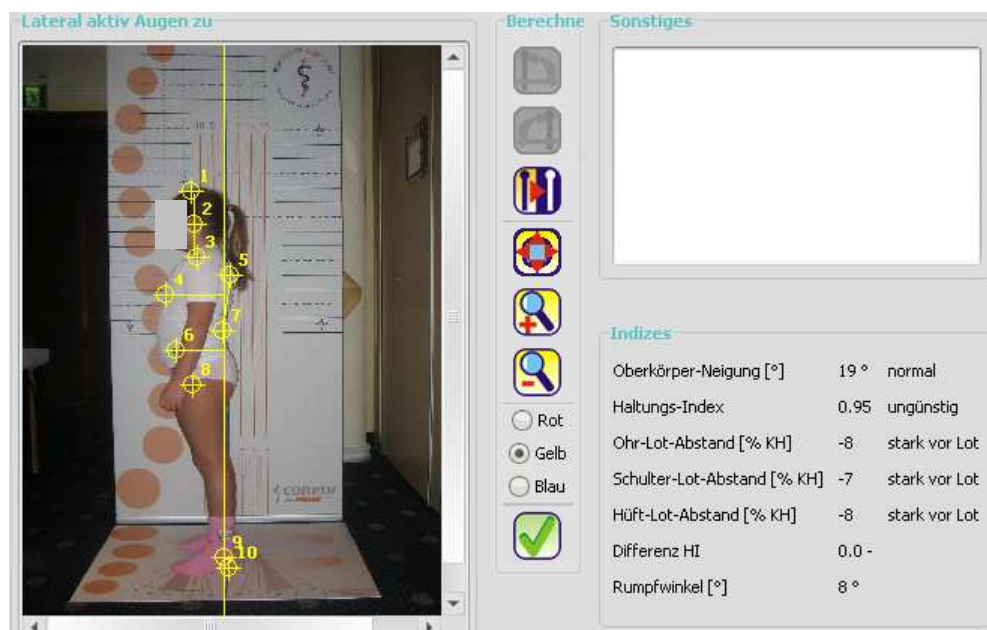 Lateral aktiv Augen zu
1
2
3
4
5
6
7
8
9
10
CORPUS
Berechne
Rot
Gelb
Blau
Sonstiges
Indizes
Oberkörper-Neigung [°] 19 ° normal
Haltungs-Index 0.95 ungünstig
Ohr-Lot-Abstand [% KH] -8 stark vor Lot
Schulter-Lot-Abstand [% KH] -7 stark vor Lot
Hüft-Lot-Abstand [% KH] -8 stark vor Lot
Differenz HI 0.0 -
Rumpfwinkel [°] 8 °